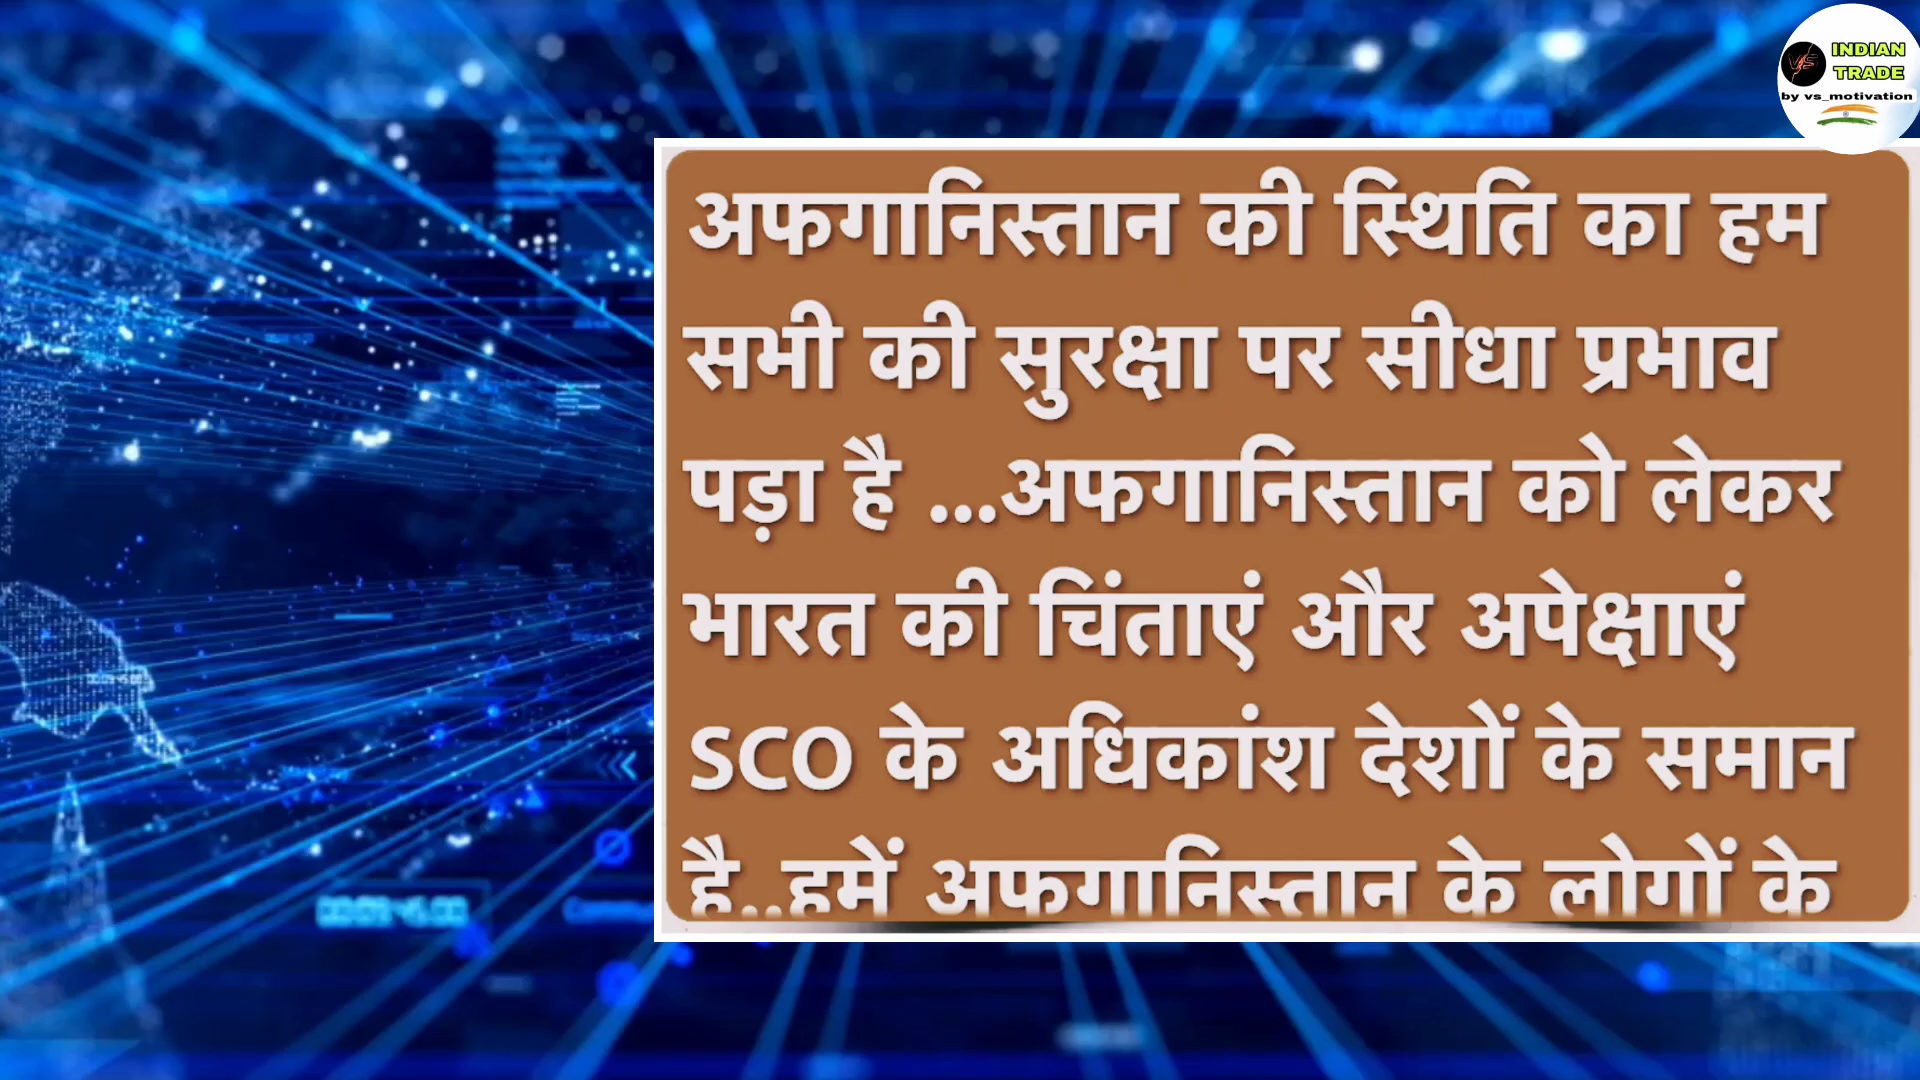 INDIAN
TRADE
by vs_motivation
अफगानिस्तान की स्थिति का हम
सभी की सुरक्षा पर सीधा प्रभाव
पड़ा है ...अफगानिस्तान को लेकर
भारत की चिंताएं और अपेक्षाएं
SCO के अधिकांश देशों के समान
है..हमें अफगानिस्तान के लोगों के